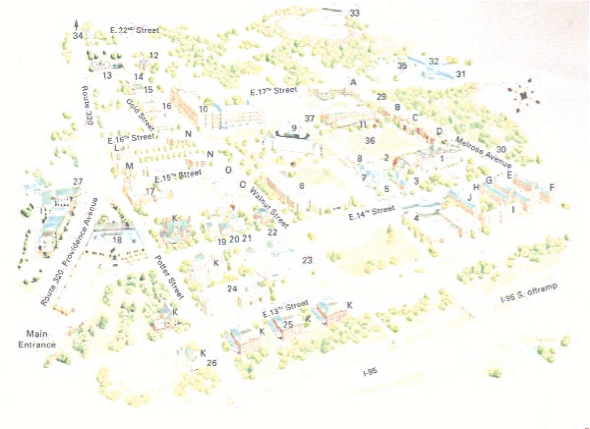 33
34
E. 22ND Street
12
13
14
35
32
31
15
A
Route 320
Gold Street
16
10
E. 17TH Street
29
B
37
11
C
E. 16TH Street
N
9
D
L
36
Melrose Avenue
30
M
N
O
8
2
1
E. 15TH Street
7
17
5
3
27
O
Walnut Street
8
H
G
E
F
J
I
Route 320 Providence Avenue
K
E. 14TH Street
4
18
19
20
21
22
Potter Street
K
23
24
I-95 S. offramp
E. 13TH Street
K
K
Main
Entrance
K
25
K
K
26
I-95